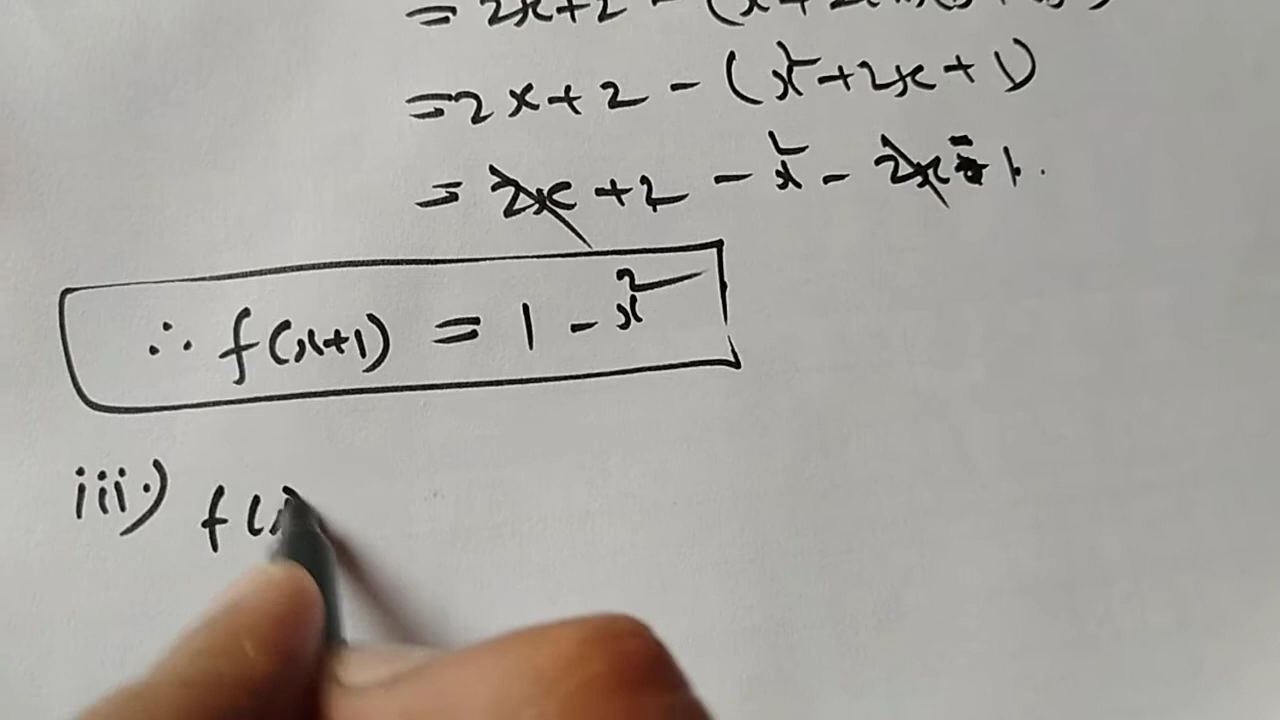 = 2x+2 - (x²+2x+1)
= 2x + 2 - x² - 2x - 1.
∴ f(x+1) = 1 - x²
iii.) f(x